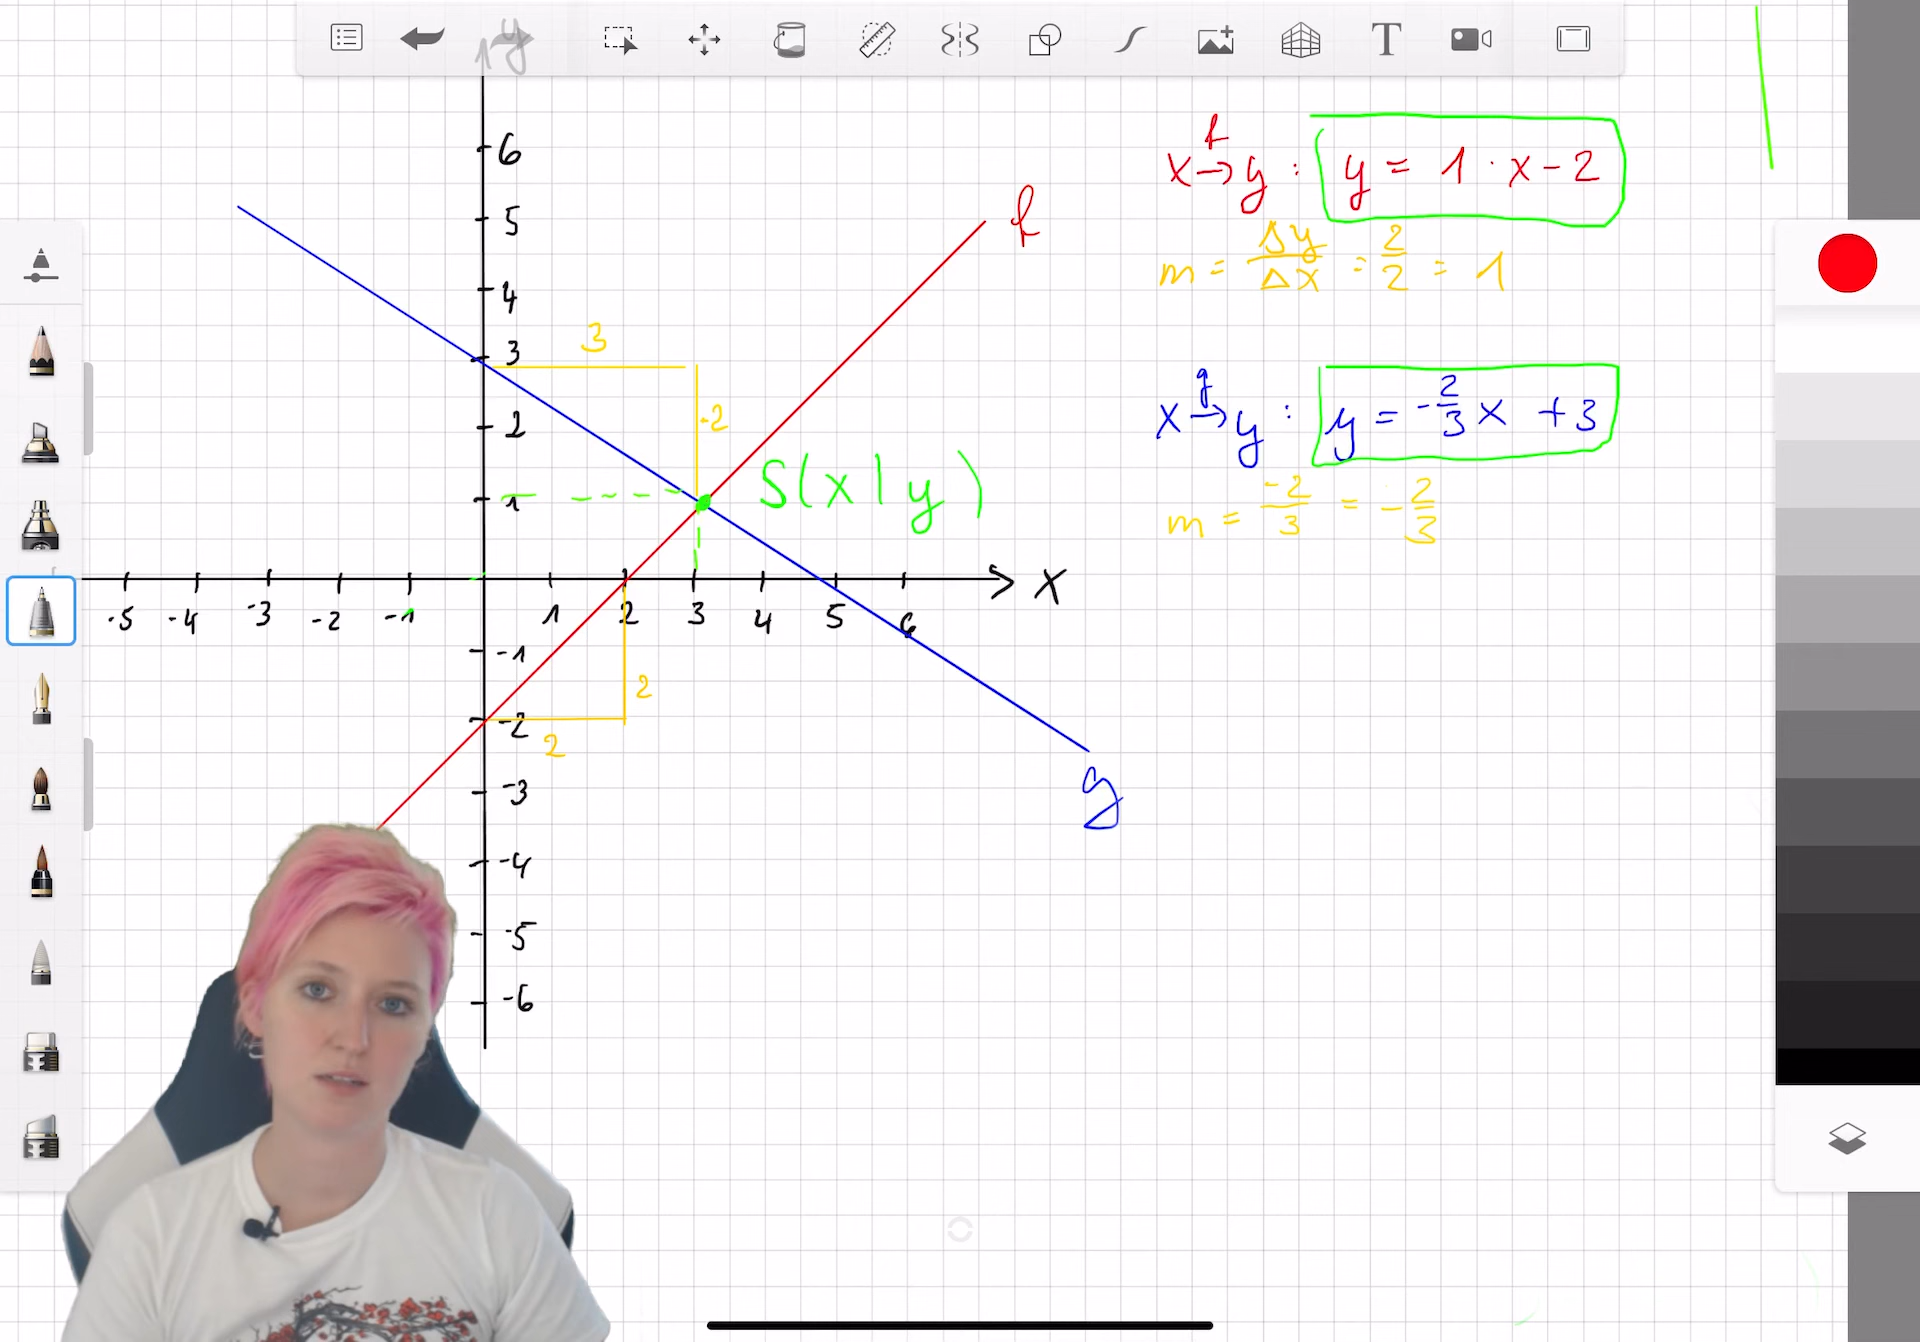 y
6
5
4
3
2
1
-5 -4 -3 -2 -1 1 2 3 4 5 6 x
-1
-2
-3
-4
-5
-6
f
g
3
-2
2
2
S(x|y)
x f→ y : y = 1 · x - 2
m = Δy/Δx = 2/2 = 1
x g→ y : y = -2/3 x + 3
m = -2/3 = -2/3
T